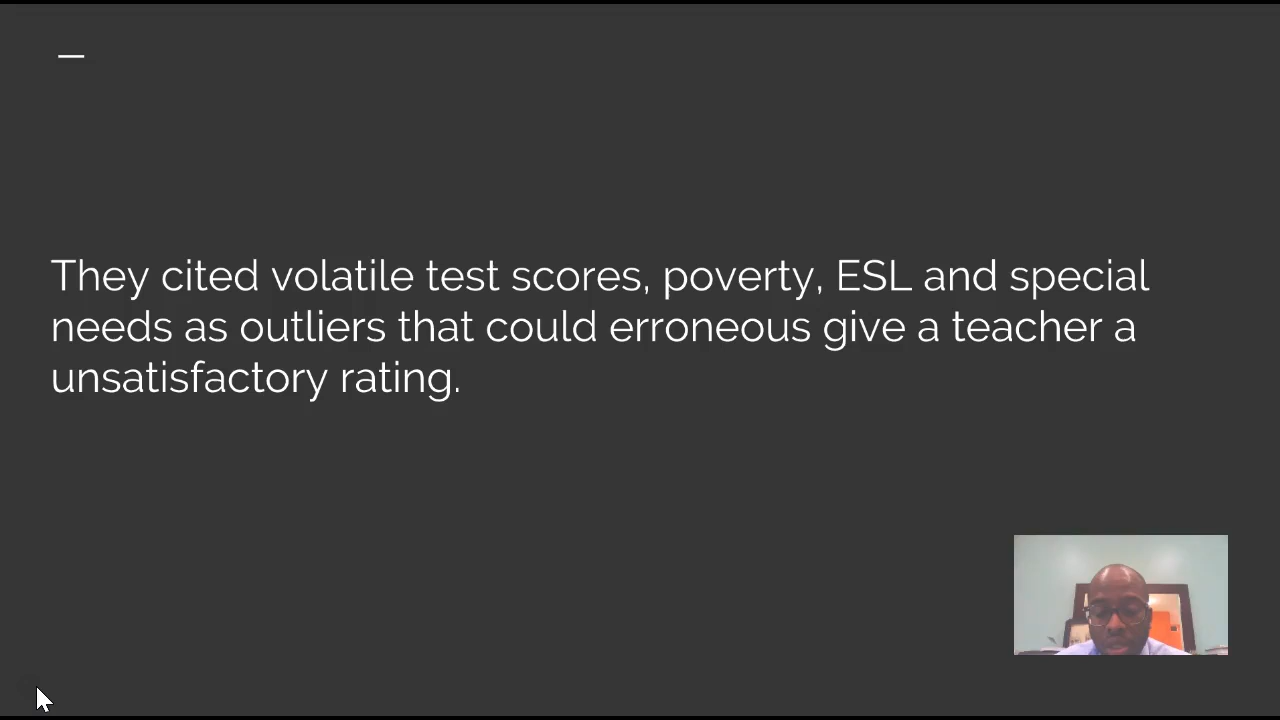 They cited volatile test scores, poverty, ESL and special
needs as outliers that could erroneous give a teacher a
unsatisfactory rating.